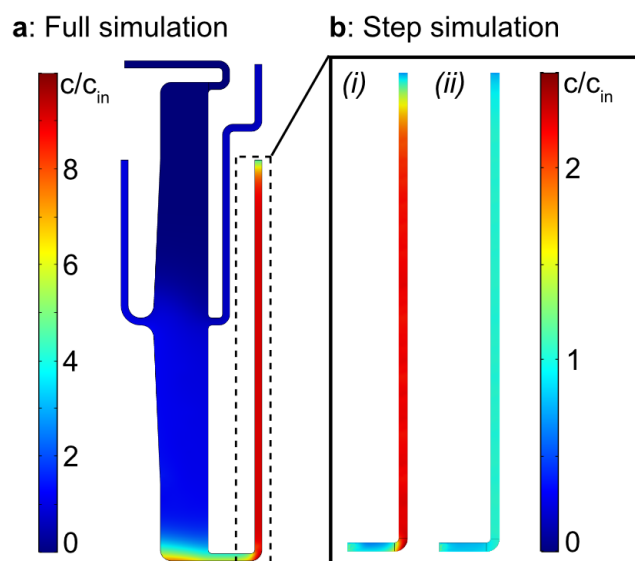 a: Full simulation
b: Step simulation
c/c_in
8
6
4
2
0
(i)
(ii)
c/c_in
2
1
0